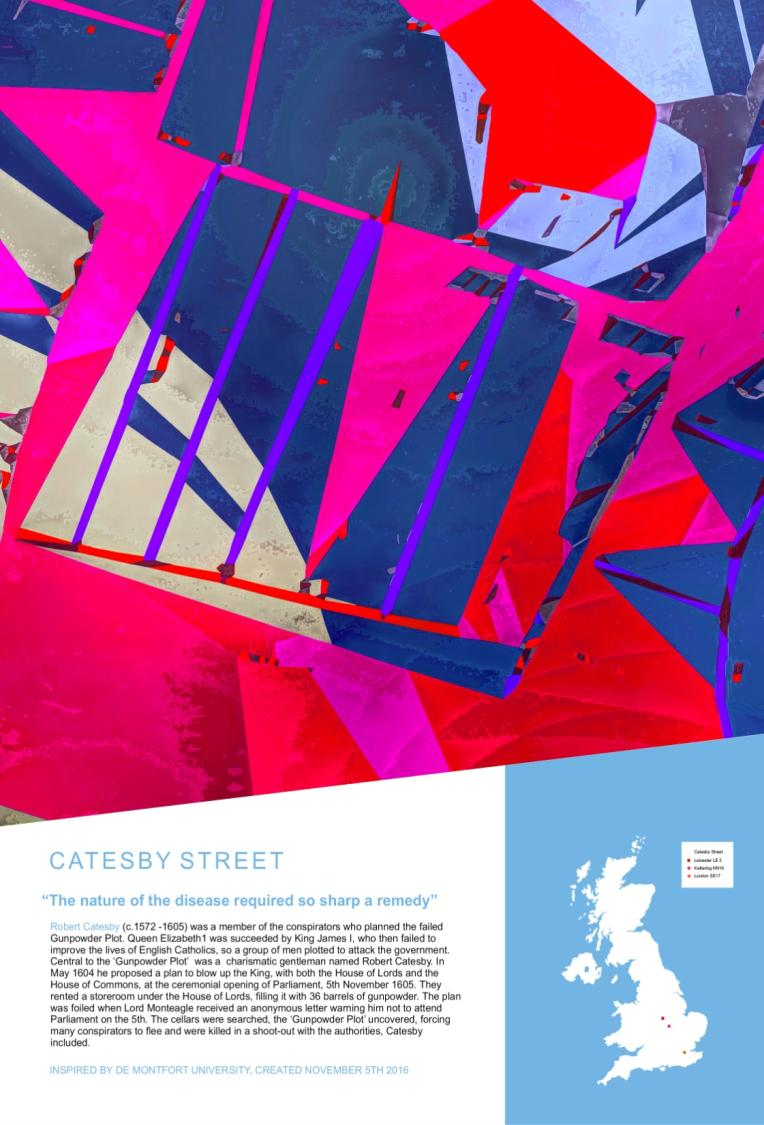 CATESBY STREET
“The nature of the disease required so sharp a remedy”
Robert Catesby (c.1572 -1605) was a member of the conspirators who planned the failed
Gunpowder Plot. Queen Elizabeth1 was succeeded by King James I, who then failed to
improve the lives of English Catholics, so a group of men plotted to attack the government.
Central to the ‘Gunpowder Plot’ was a charismatic gentleman named Robert Catesby. In
May 1604 he proposed a plan to blow up the King, with both the House of Lords and the
House of Commons, at the ceremonial opening of Parliament, 5th November 1605. They
rented a storeroom under the House of Lords, filling it with 36 barrels of gunpowder. The plan
was foiled when Lord Monteagle received an anonymous letter warning him not to attend
Parliament on the 5th. The cellars were searched, the ‘Gunpowder Plot’ uncovered, forcing
many conspirators to flee and were killed in a shoot-out with the authorities, Catesby
included.
INSPIRED BY DE MONTFORT UNIVERSITY, CREATED NOVEMBER 5TH 2016
Catesby Street
Leicester LE 3
Kettering NN16
London SE17